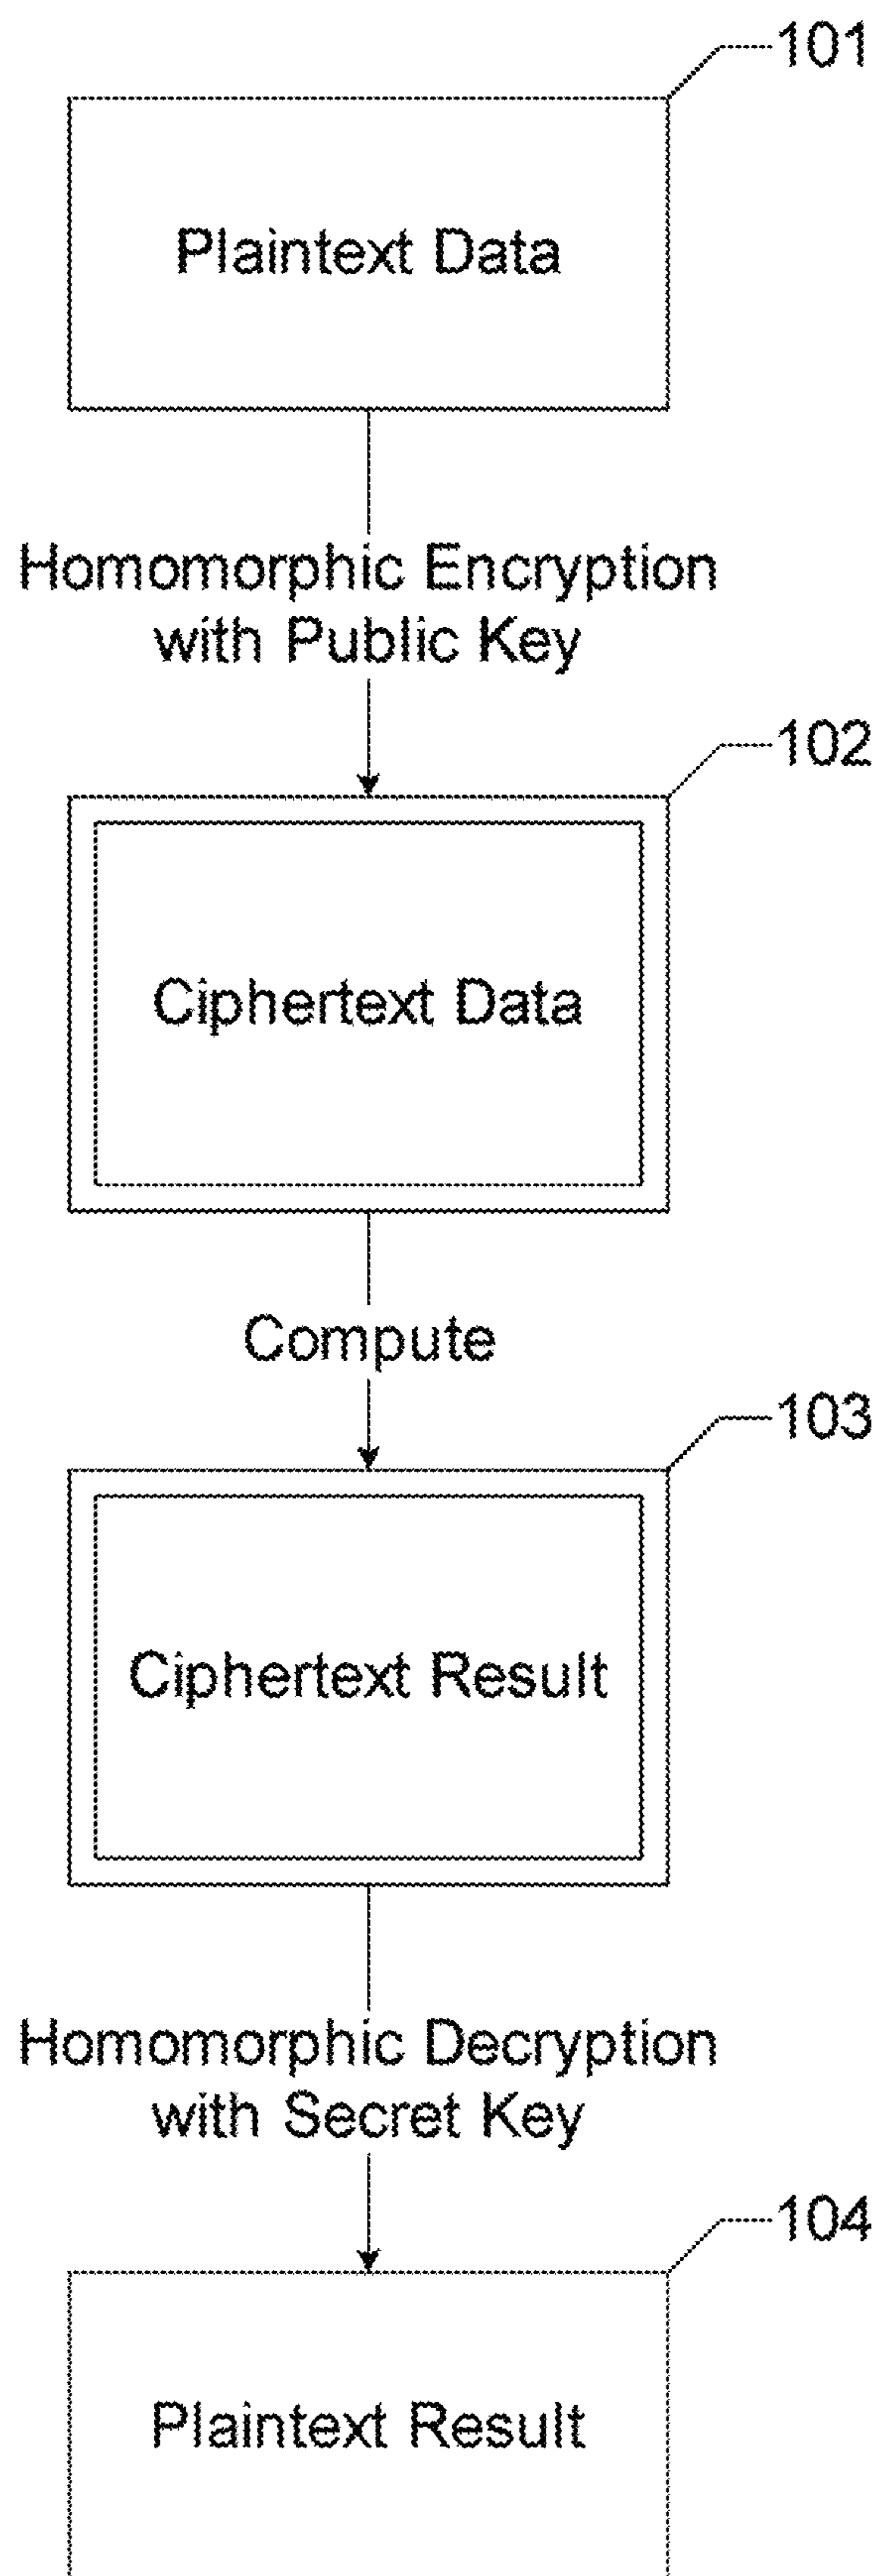 101
Plaintext Data
Homomorphic Encryption
with Public Key
102
Ciphertext Data
Compute
103
Ciphertext Result
Homomorphic Decryption
with Secret Key
104
Plaintext Result